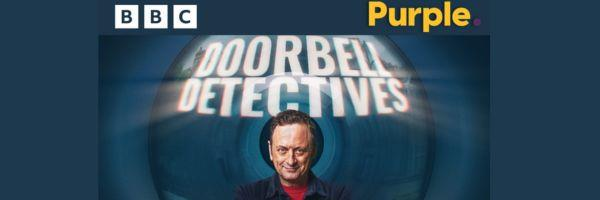 BBC
Purple.
DOORBELL
DETECTIVES